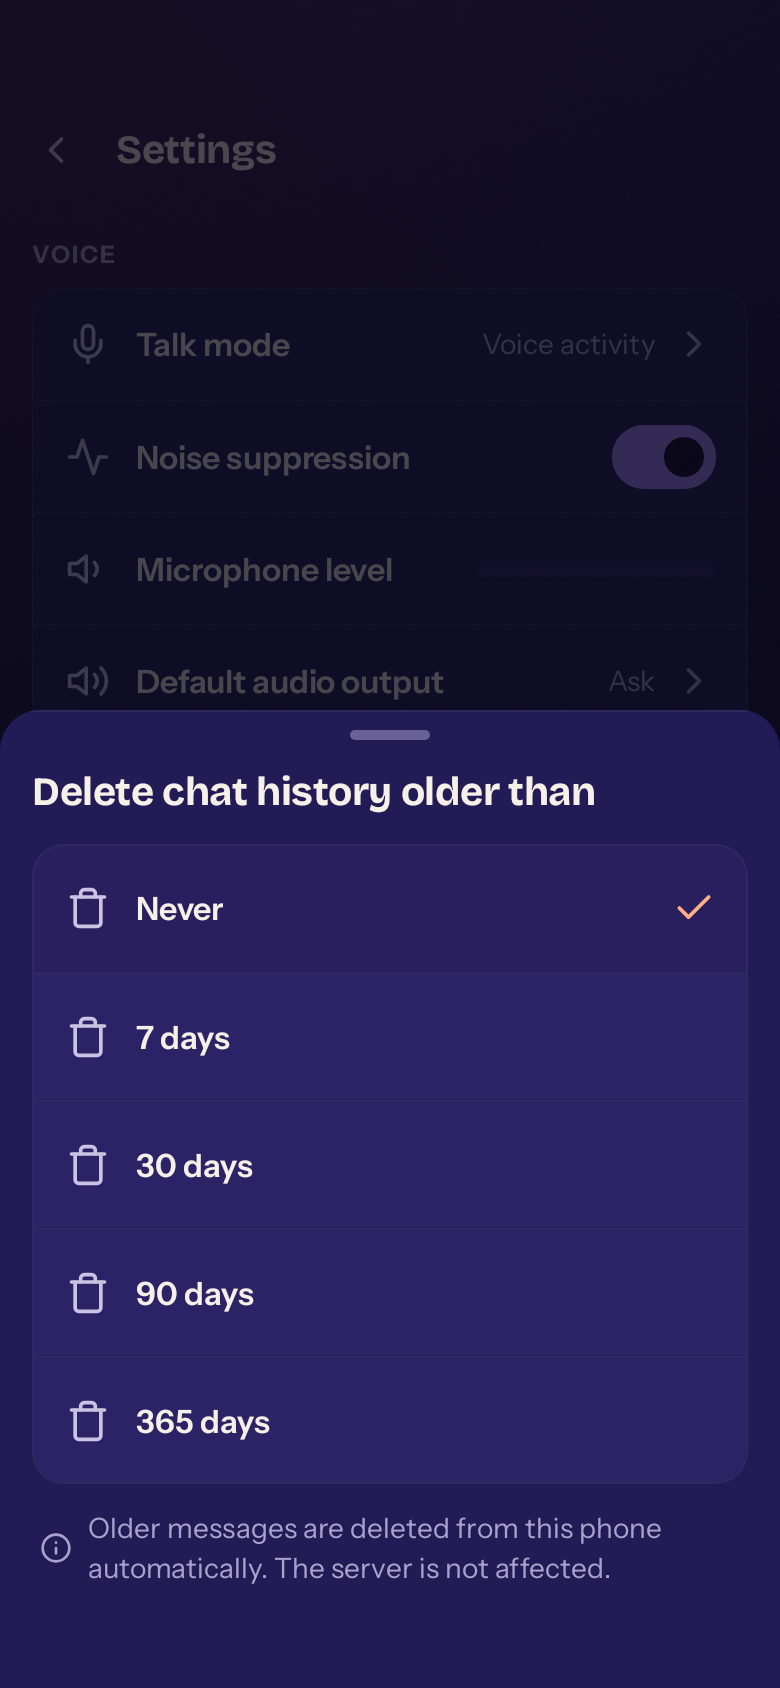 Settings
VOICE
Talk mode
Voice activity
Noise suppression
Microphone level
Default audio output
Ask
Delete chat history older than
Never
7 days
30 days
90 days
365 days
Older messages are deleted from this phone
automatically. The server is not affected.